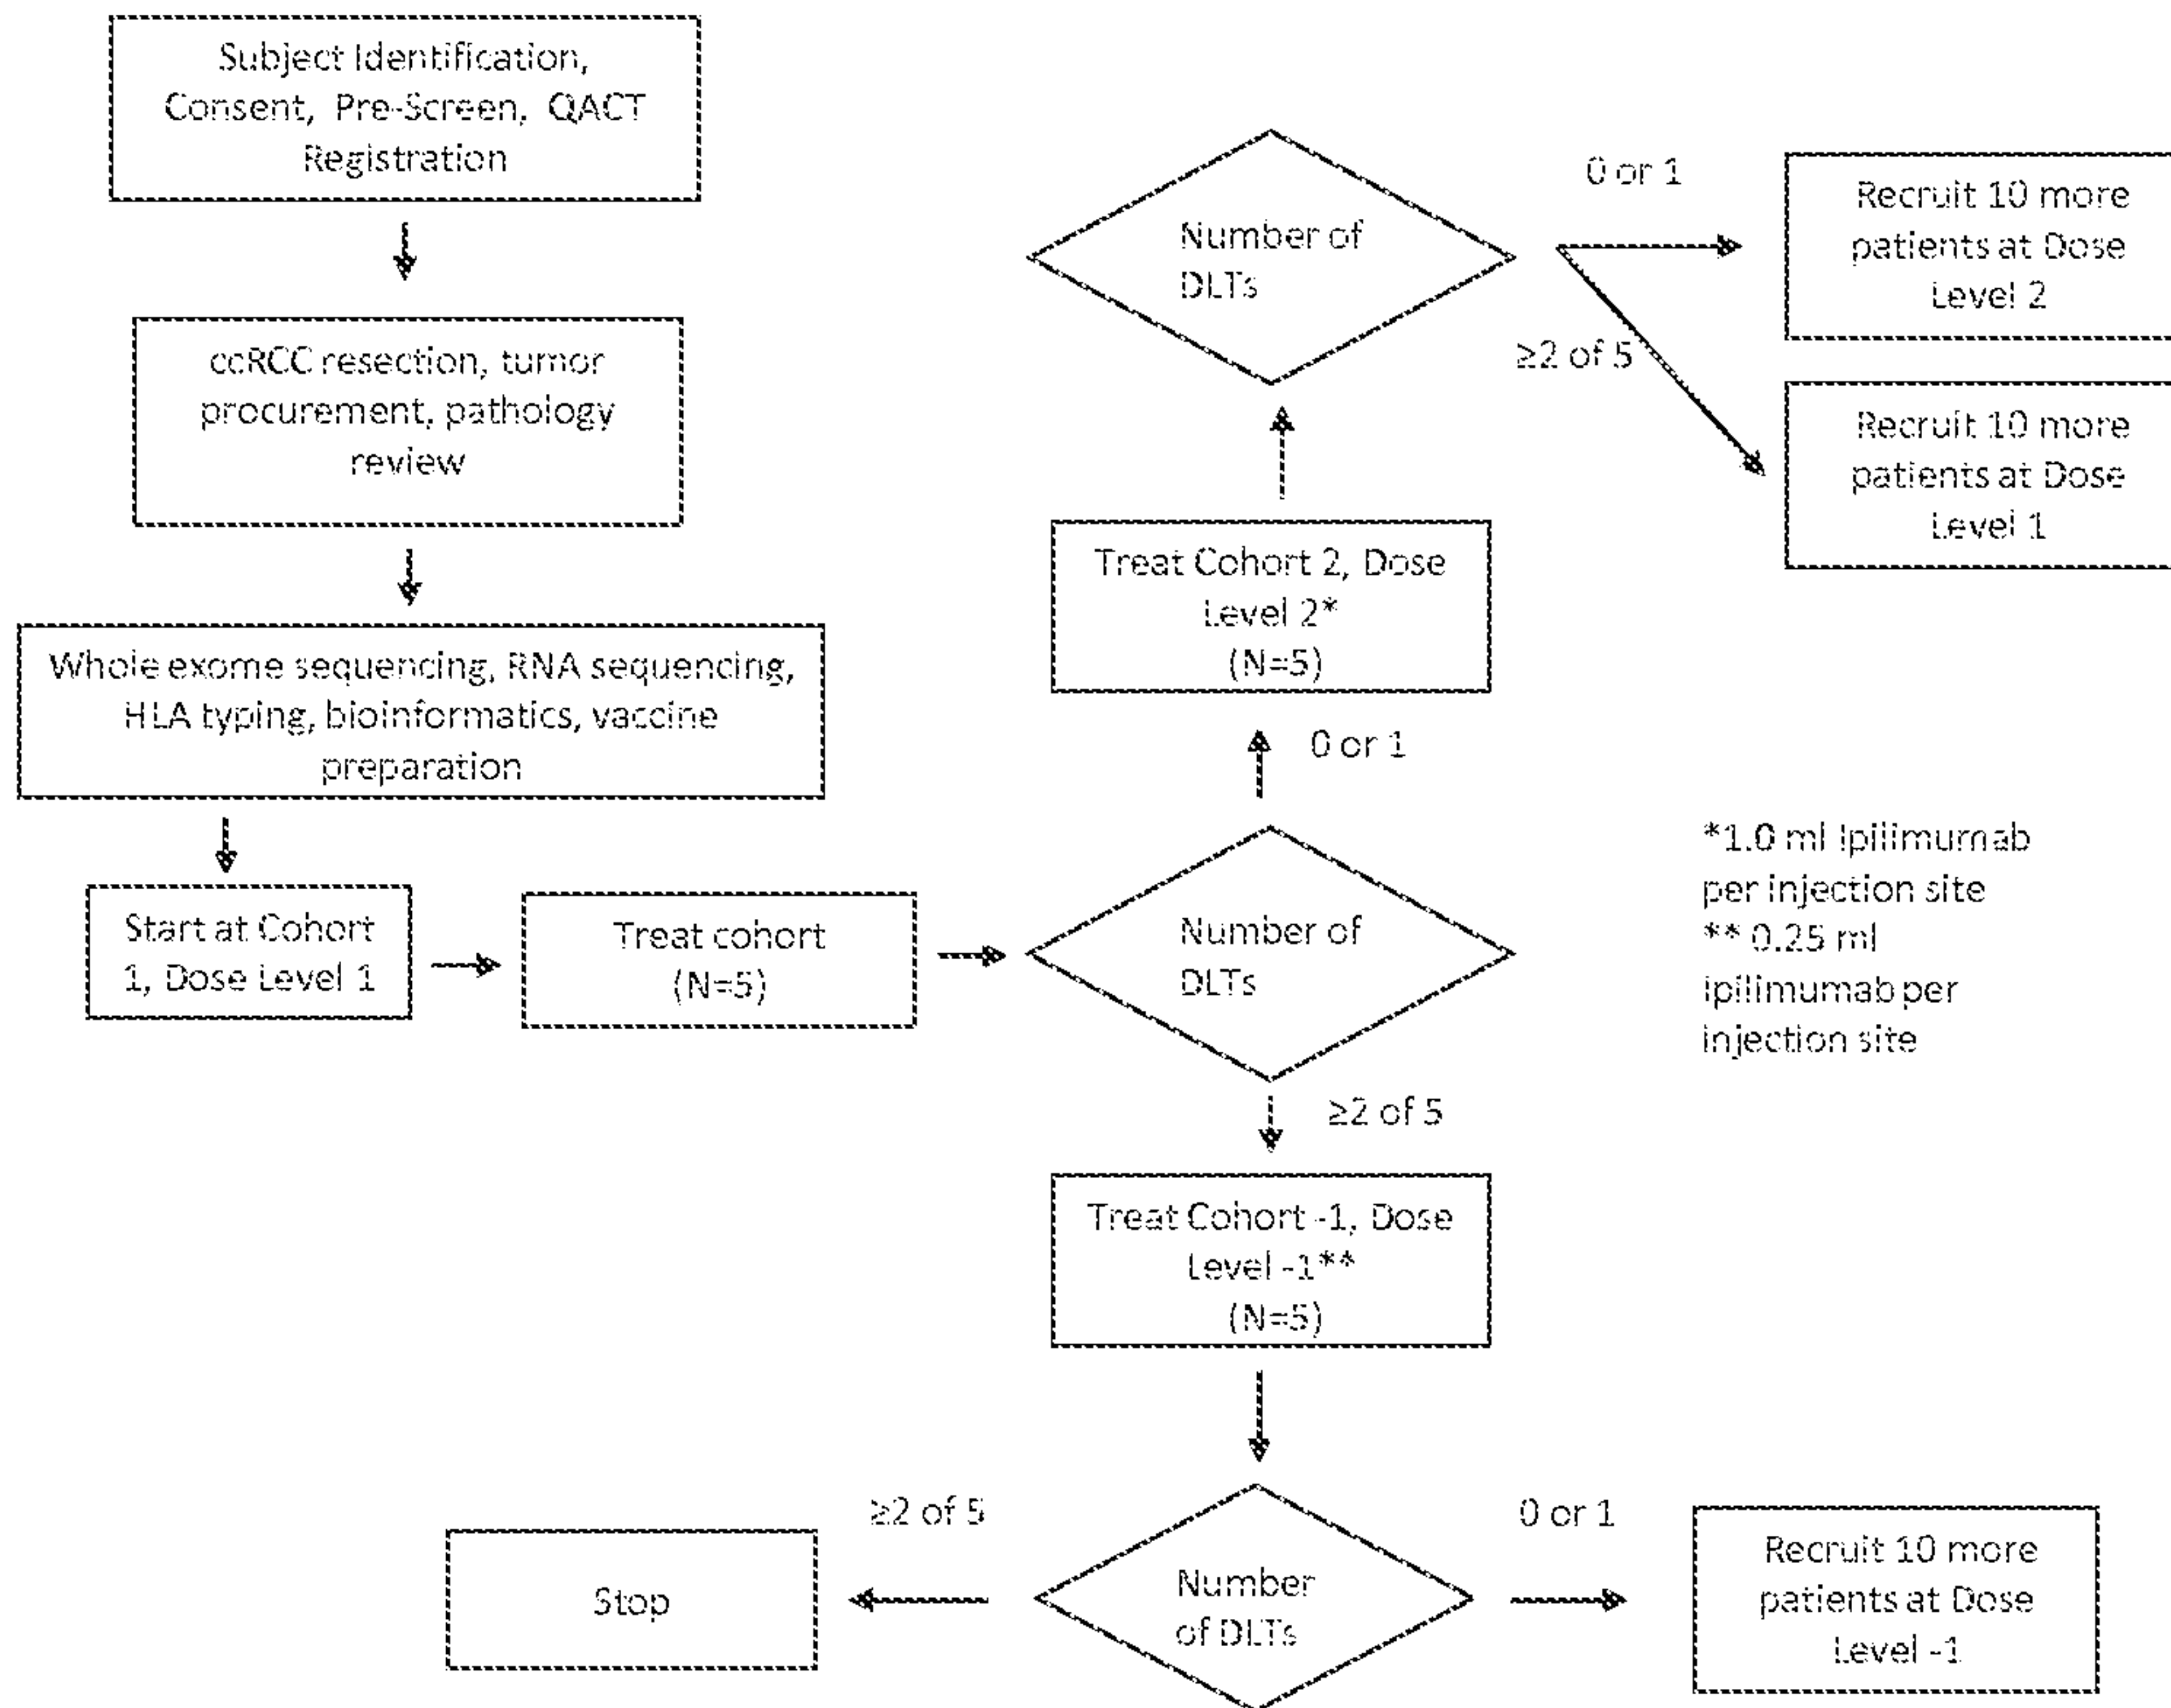 Subject Identification,
Consent, Pre-Screen, QACT
Registration
ccRCC resection, tumor
procurement, pathology
review
Whole exome sequencing, RNA sequencing,
HLA typing, bioinformatics, vaccine
preparation
Start at Cohort
1, Dose Level 1
Treat cohort
(N=5)
Number of
DLTs
0 or 1
Treat Cohort 2, Dose
Level 2*
(N=5)
Number of
DLTs
0 or 1
Recruit 10 more
patients at Dose
Level 2
≥2 of 5
Recruit 10 more
patients at Dose
Level 1
*1.0 ml Ipilimumab
per injection site
** 0.25 ml
Ipilimumab per
injection site
≥2 of 5
Treat Cohort -1, Dose
Level -1**
(N=5)
Number
of DLTs
≥2 of 5
Stop
0 or 1
Recruit 10 more
patients at Dose
Level -1